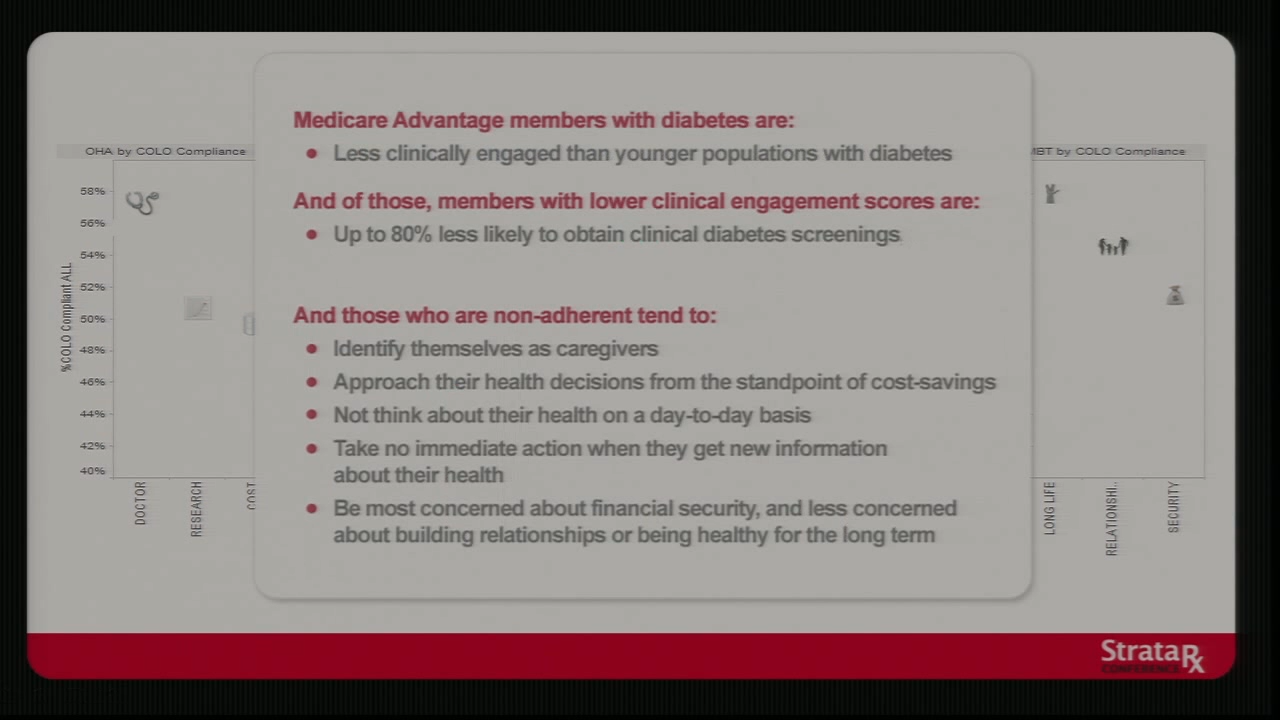 Medicare Advantage members with diabetes are:
Less clinically engaged than younger populations with diabetes
And of those, members with lower clinical engagement scores are:
Up to 80% less likely to obtain clinical diabetes screenings
And those who are non-adherent tend to:
Identify themselves as caregivers
Approach their health decisions from the standpoint of cost-savings
Not think about their health on a day-to-day basis
Take no immediate action when they get new information
about their health
Be most concerned about financial security, and less concerned
about building relationships or being healthy for the long term
OHA by COLO Compliance
%COLO Compliant ALL
58%
56%
54%
52%
50%
48%
46%
44%
42%
40%
DOCTOR
RESEARCH
COST
MBT by COLO Compliance
LONG LIFE
RELATIONSHI..
SECURITY
Strata Rx
CONFERENCE